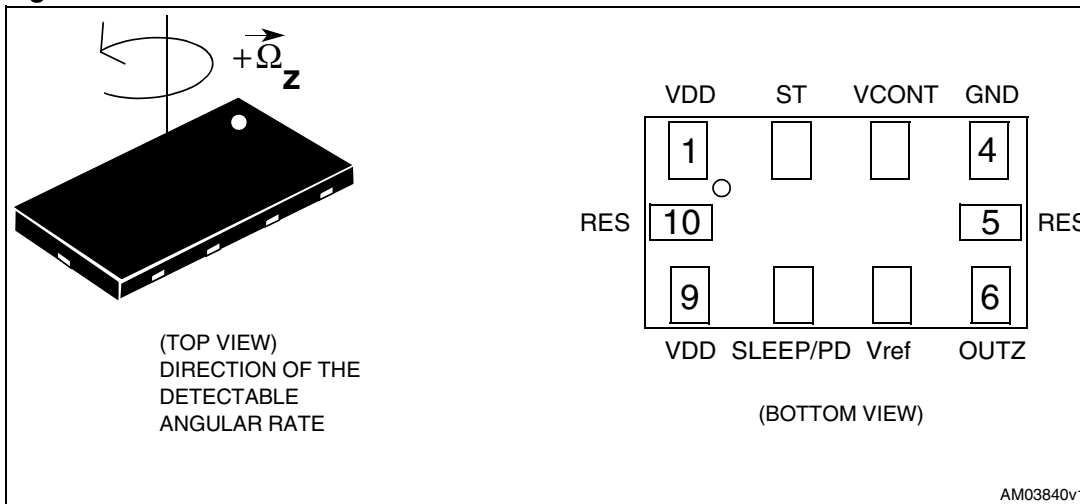 +Ω z
VDD ST VCONT GND
1 4
RES 10 5 RES
9 6
VDD SLEEP/PD Vref OUTZ
(TOP VIEW)
DIRECTION OF THE
DETECTABLE
ANGULAR RATE
(BOTTOM VIEW)
AM03840v1